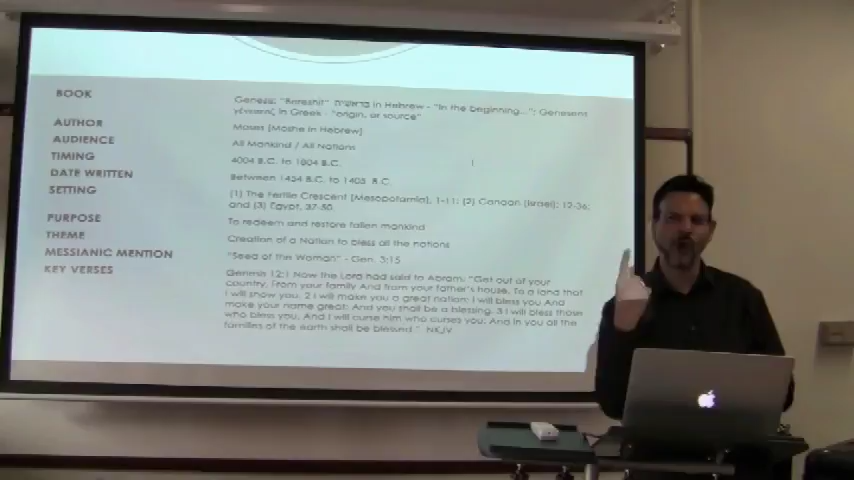 BOOK Genesis: "Bereshit" בראשית in Hebrew - "In the beginning..."; Genesent
γένεσις in Greek - "origin, or source"
AUTHOR Moses (Moshe in Hebrew)
AUDIENCE All Mankind / All Nations
TIMING 4004 B.C. to 1804 B.C.
DATE WRITTEN Between 1454 B.C. to 1405 B.C.
SETTING (1) The Fertile Crescent (Mesopotamia), 1-11; (2) Canaan (Israel); 12-36;
and (3) Egypt, 37-50
PURPOSE To redeem and restore fallen mankind
THEME Creation of a Nation to bless all the nations
MESSIANIC MENTION "Seed of the Woman" - Gen. 3:15
KEY VERSES Genesis 12:1 Now the Lord had said to Abram: "Get out of your
country, From your family And from your father's house, To a land that
I will show you. 2 I will make you a great nation; I will bless you And
make your name great; And you shall be a blessing. 3 I will bless those
who bless you, And I will curse him who curses you; And in you all the
families of the earth shall be blessed." NKJV